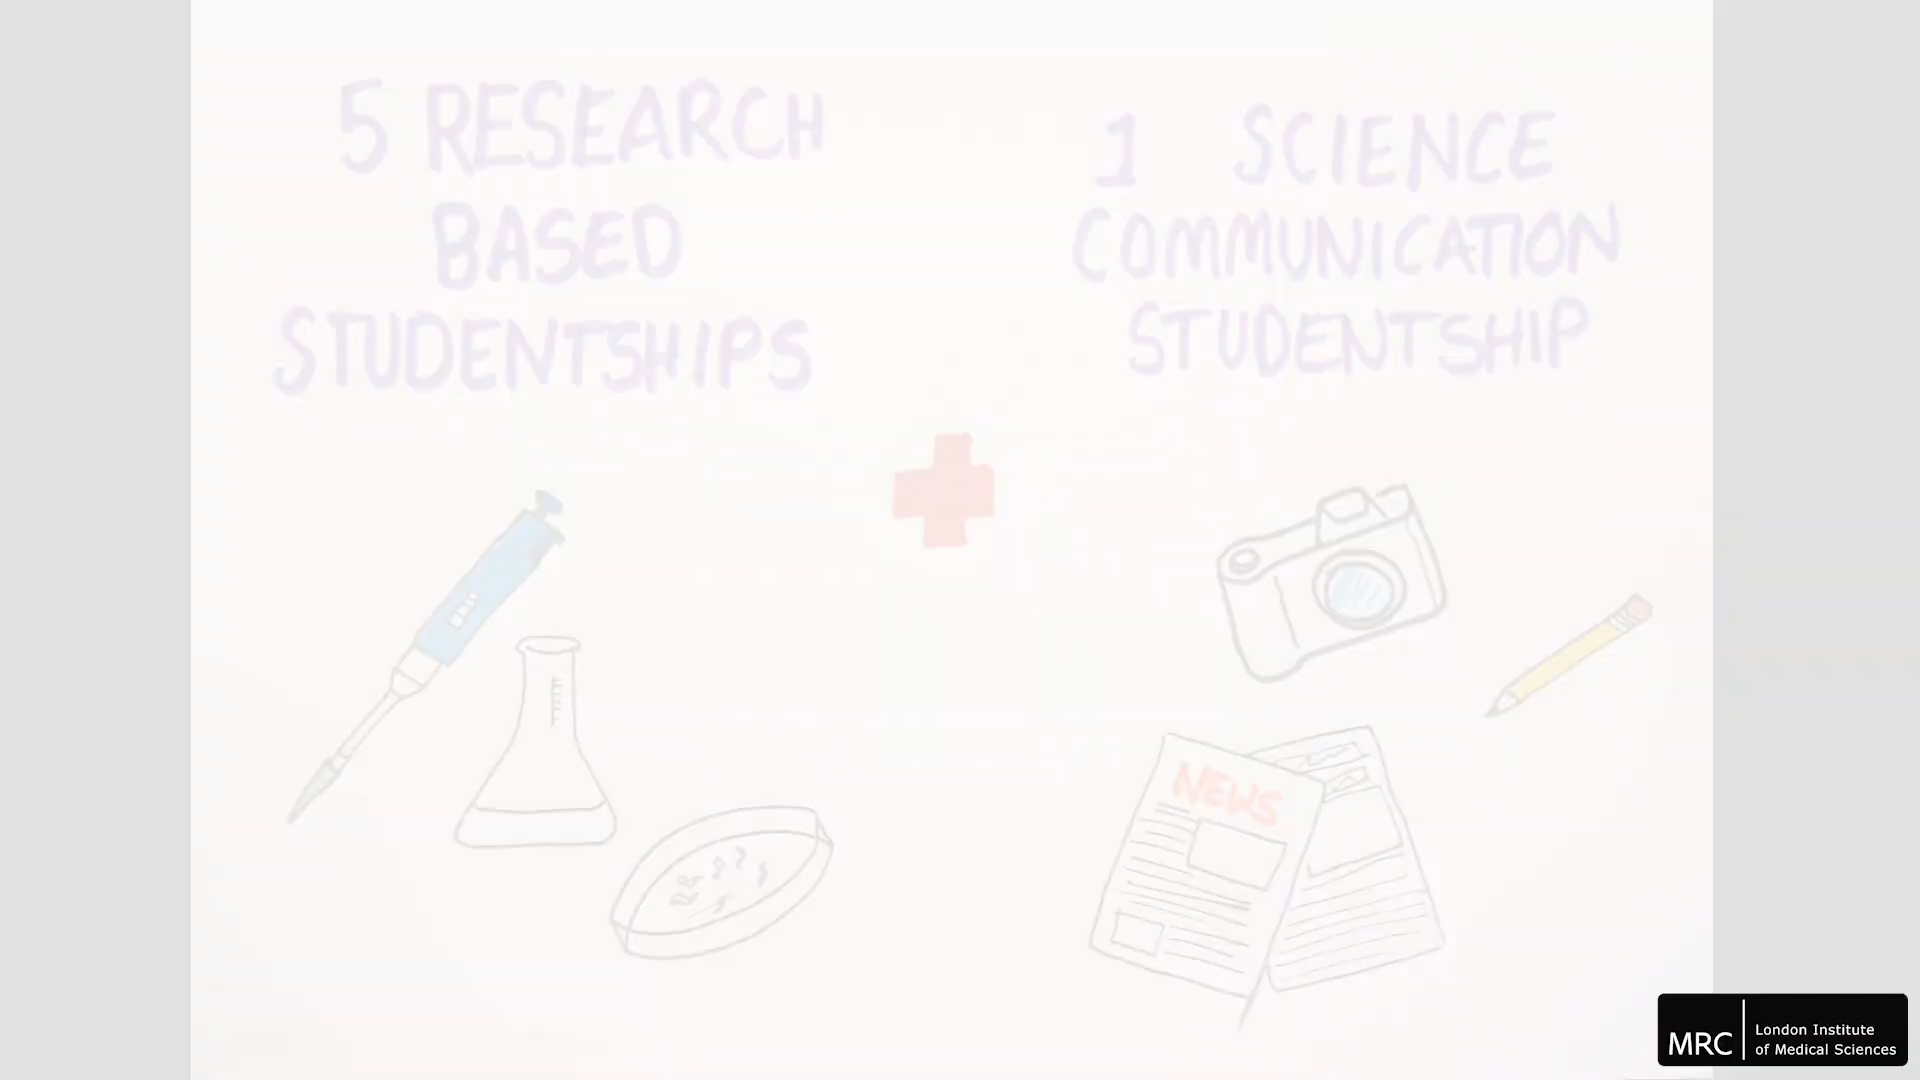 5 RESEARCH
BASED
STUDENTSHIPS
1 SCIENCE
COMMUNICATION
STUDENTSHIP
NEWS
MRC
London Institute
of Medical Sciences